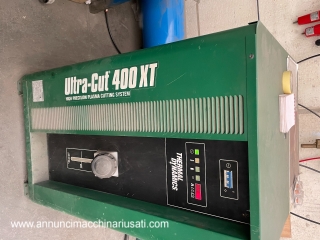 Ultra-Cut 400 XT
HIGH PRECISION PLASMA CUTTING SYSTEM
THERMAL
DYNAMICS
www.annuncimacchinariusati.com